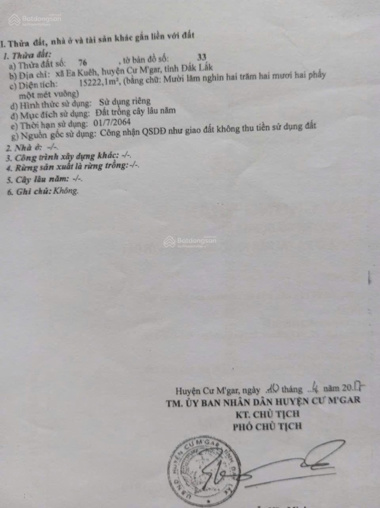 I. Thửa đất, nhà ở và tài sản khác gắn liền với đất
1. Thửa đất:
a) Thửa đất số: 76 , tờ bản đồ số: 33
b) Địa chỉ: xã Ea Kuêh, huyện Cư M'gar, tỉnh Đắk Lắk
c) Diện tích: 15222,1m², (bằng chữ: Mười lăm nghìn hai trăm hai mươi hai phẩy
một mét vuông)
d) Hình thức sử dụng: Sử dụng riêng
đ) Mục đích sử dụng: Đất trồng cây lâu năm
e) Thời hạn sử dụng: 01/7/2064
g) Nguồn gốc sử dụng: Công nhận QSDĐ như giao đất không thu tiền sử dụng đất
2. Nhà ở: -/-.
3. Công trình xây dựng khác: -/-.
4. Rừng sản xuất là rừng trồng: -/-.
5. Cây lâu năm: -/-.
6. Ghi chú: Không.
Batdongsan
Huyện Cư M'gar, ngày tháng 4 năm 2017
TM. ỦY BAN NHÂN DÂN HUYỆN CƯ M'GAR
KT. CHỦ TỊCH
PHÓ CHỦ TỊCH